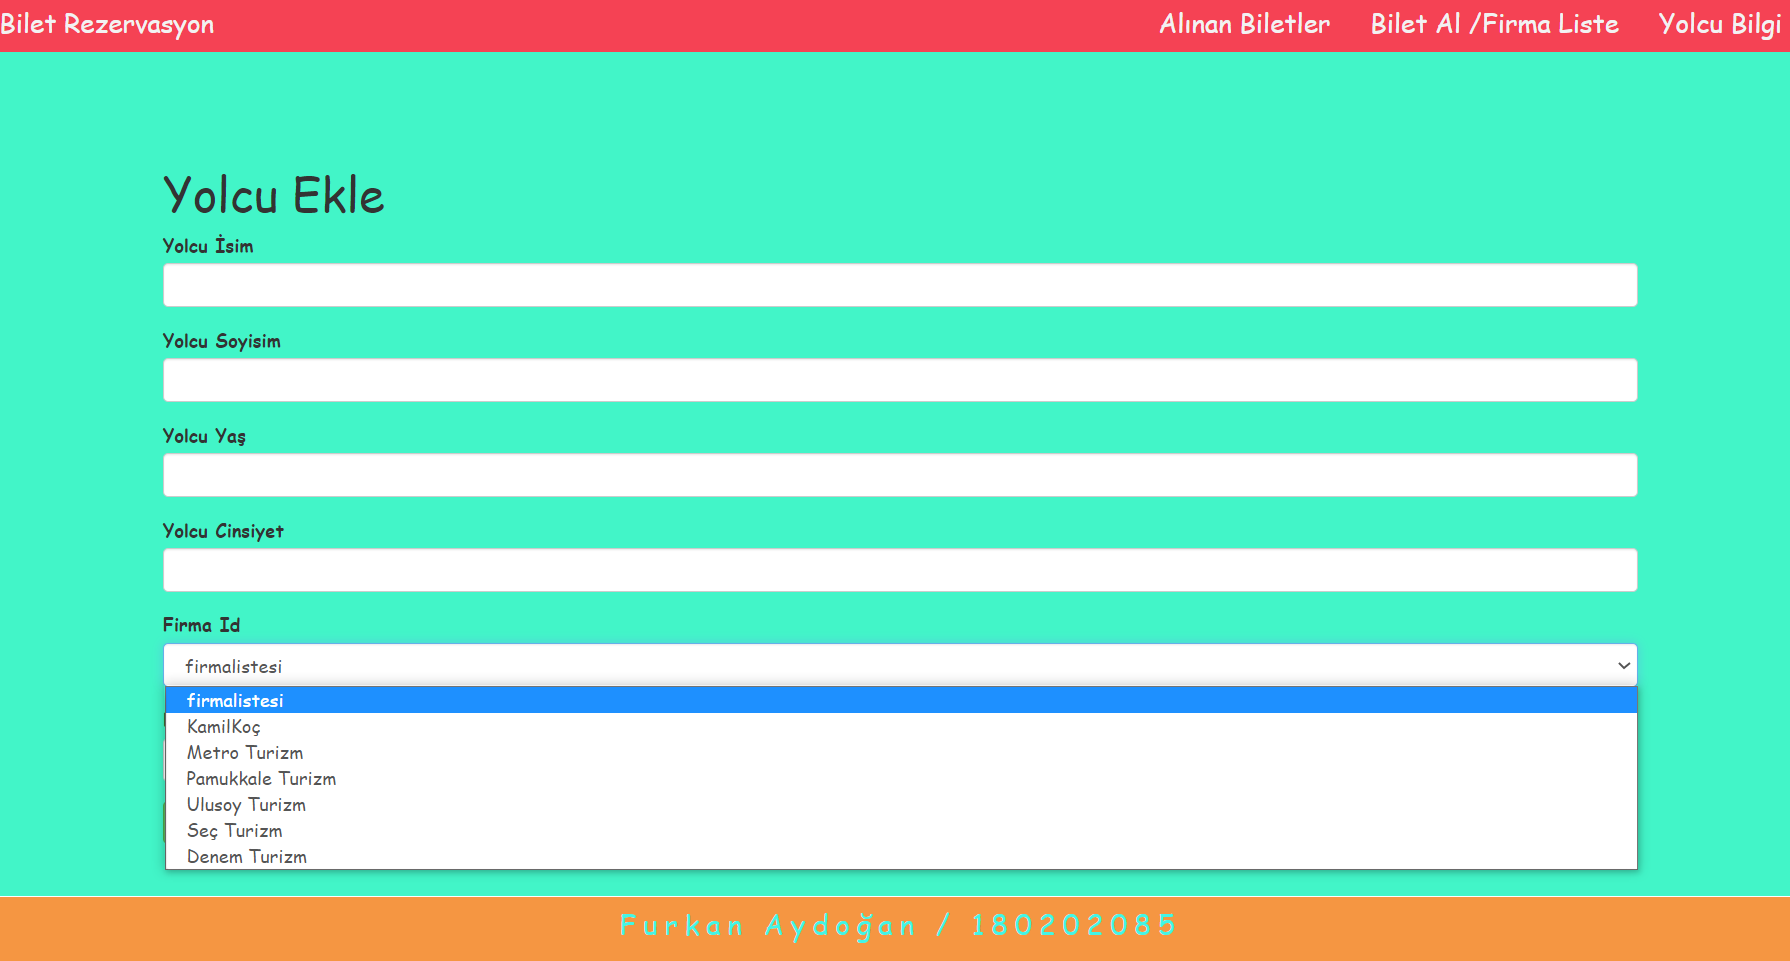 Bilet Rezervasyon
Alınan Biletler
Bilet Al /Firma Liste
Yolcu Bilgi
Yolcu Ekle
Yolcu İsim
Yolcu Soyisim
Yolcu Yaş
Yolcu Cinsiyet
Firma Id
firmalistesi
firmalistesi
KamilKoç
Metro Turizm
Pamukkale Turizm
Ulusoy Turizm
Seç Turizm
Denem Turizm
Furkan Aydoğan / 180202085